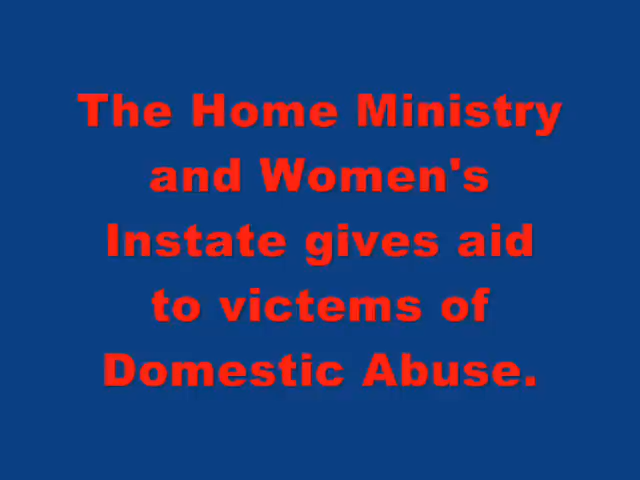 The Home Ministry
and Women's
Instate gives aid
to victems of
Domestic Abuse.